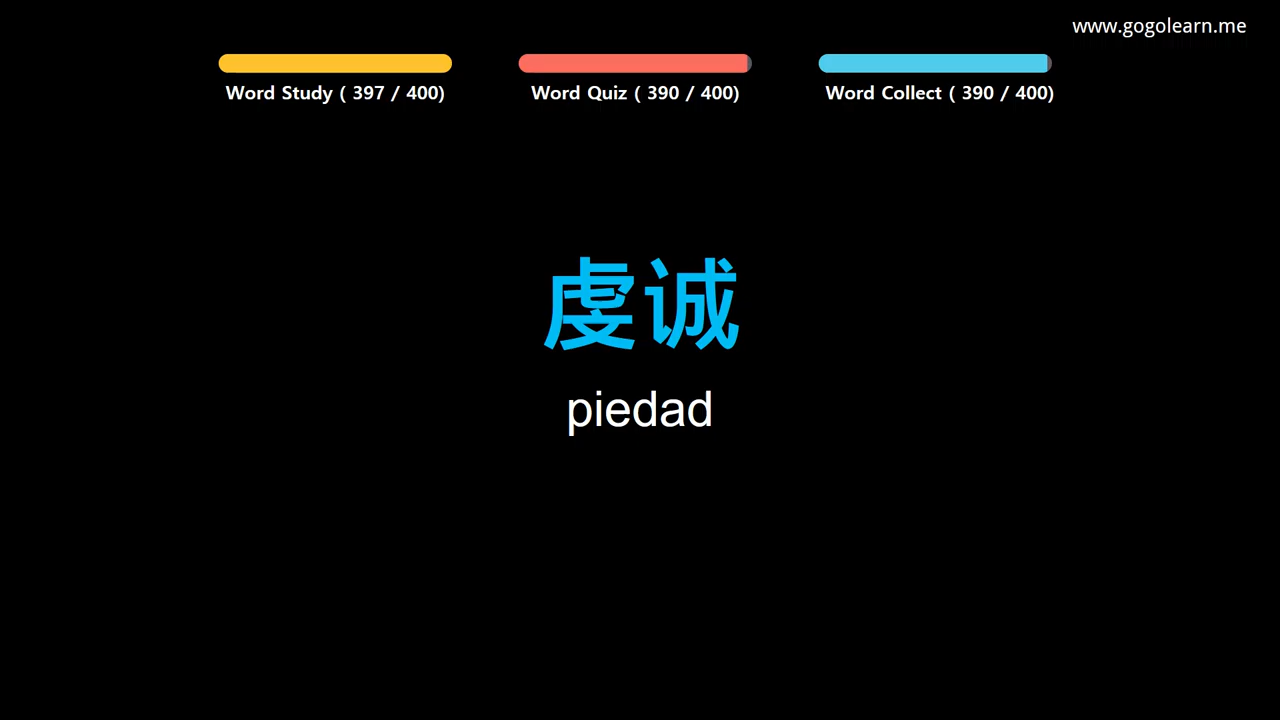 www.gogolearn.me
Word Study ( 397 / 400)
Word Quiz ( 390 / 400)
Word Collect ( 390 / 400)
虔诚
piedad